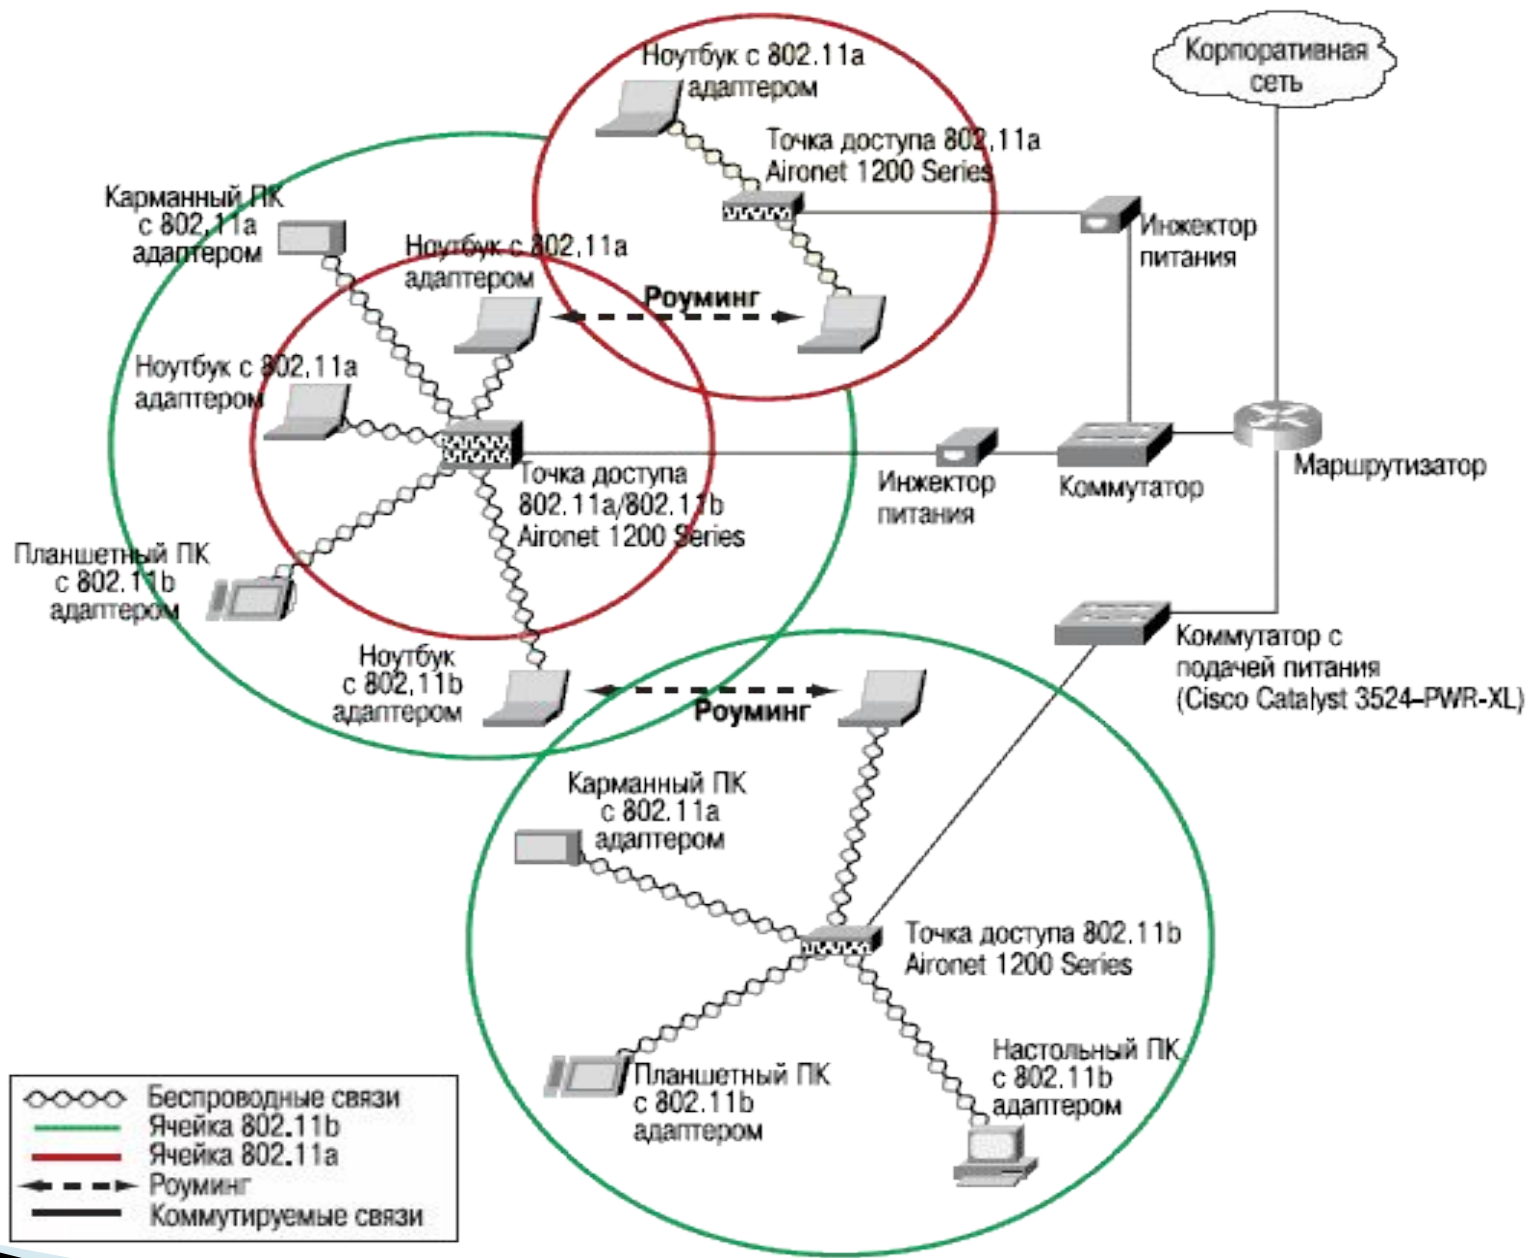 Корпоративная
сеть
Ноутбук с 802.11a
адаптером
Точка доступа 802,11a
Aironet 1200 Series
Инжектор
питания
Карманный ПК
с 802,11a
адаптером
Ноутбук с 802,11a
адаптером
Роуминг
Ноутбук с 802,11a
адаптером
Точка доступа
802.11a/802.11b
Aironet 1200 Series
Инжектор
питания
Коммутатор
Маршрутизатор
Планшетный ПК
с 802.11b
адаптером
Ноутбук
с 802,11b
адаптером
Роуминг
Коммутатор с
подачей питания
(Cisco Catalyst 3524–PWR-XL)
Карманный ПК
с 802.11a
адаптером
Точка доступа 802.11b
Aironet 1200 Series
Планшетный ПК
с 802.11b
адаптером
Настольный ПК
с 802.11b
адаптером
Беспроводные связи
Ячейка 802.11b
Ячейка 802.11a
Роуминг
Коммутируемые связи